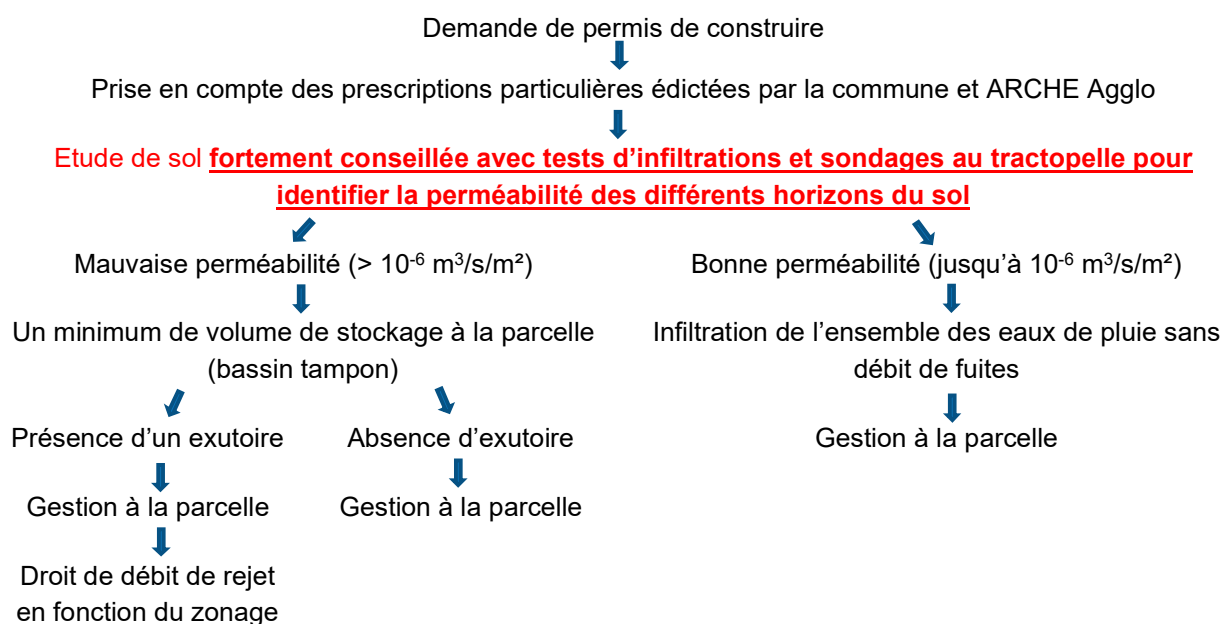 Demande de permis de construire
Prise en compte des prescriptions particulières édictées par la commune et ARCHE Agglo
Etude de sol fortement conseillée avec tests d’infiltrations et sondages au tractopelle pour
identifier la perméabilité des différents horizons du sol
Mauvaise perméabilité (> 10⁻⁶ m³/s/m²)
Bonne perméabilité (jusqu’à 10⁻⁶ m³/s/m²)
Un minimum de volume de stockage à la parcelle
(bassin tampon)
Infiltration de l’ensemble des eaux de pluie sans
débit de fuites
Présence d’un exutoire
Absence d’exutoire
Gestion à la parcelle
Gestion à la parcelle
Gestion à la parcelle
Droit de débit de rejet
en fonction du zonage